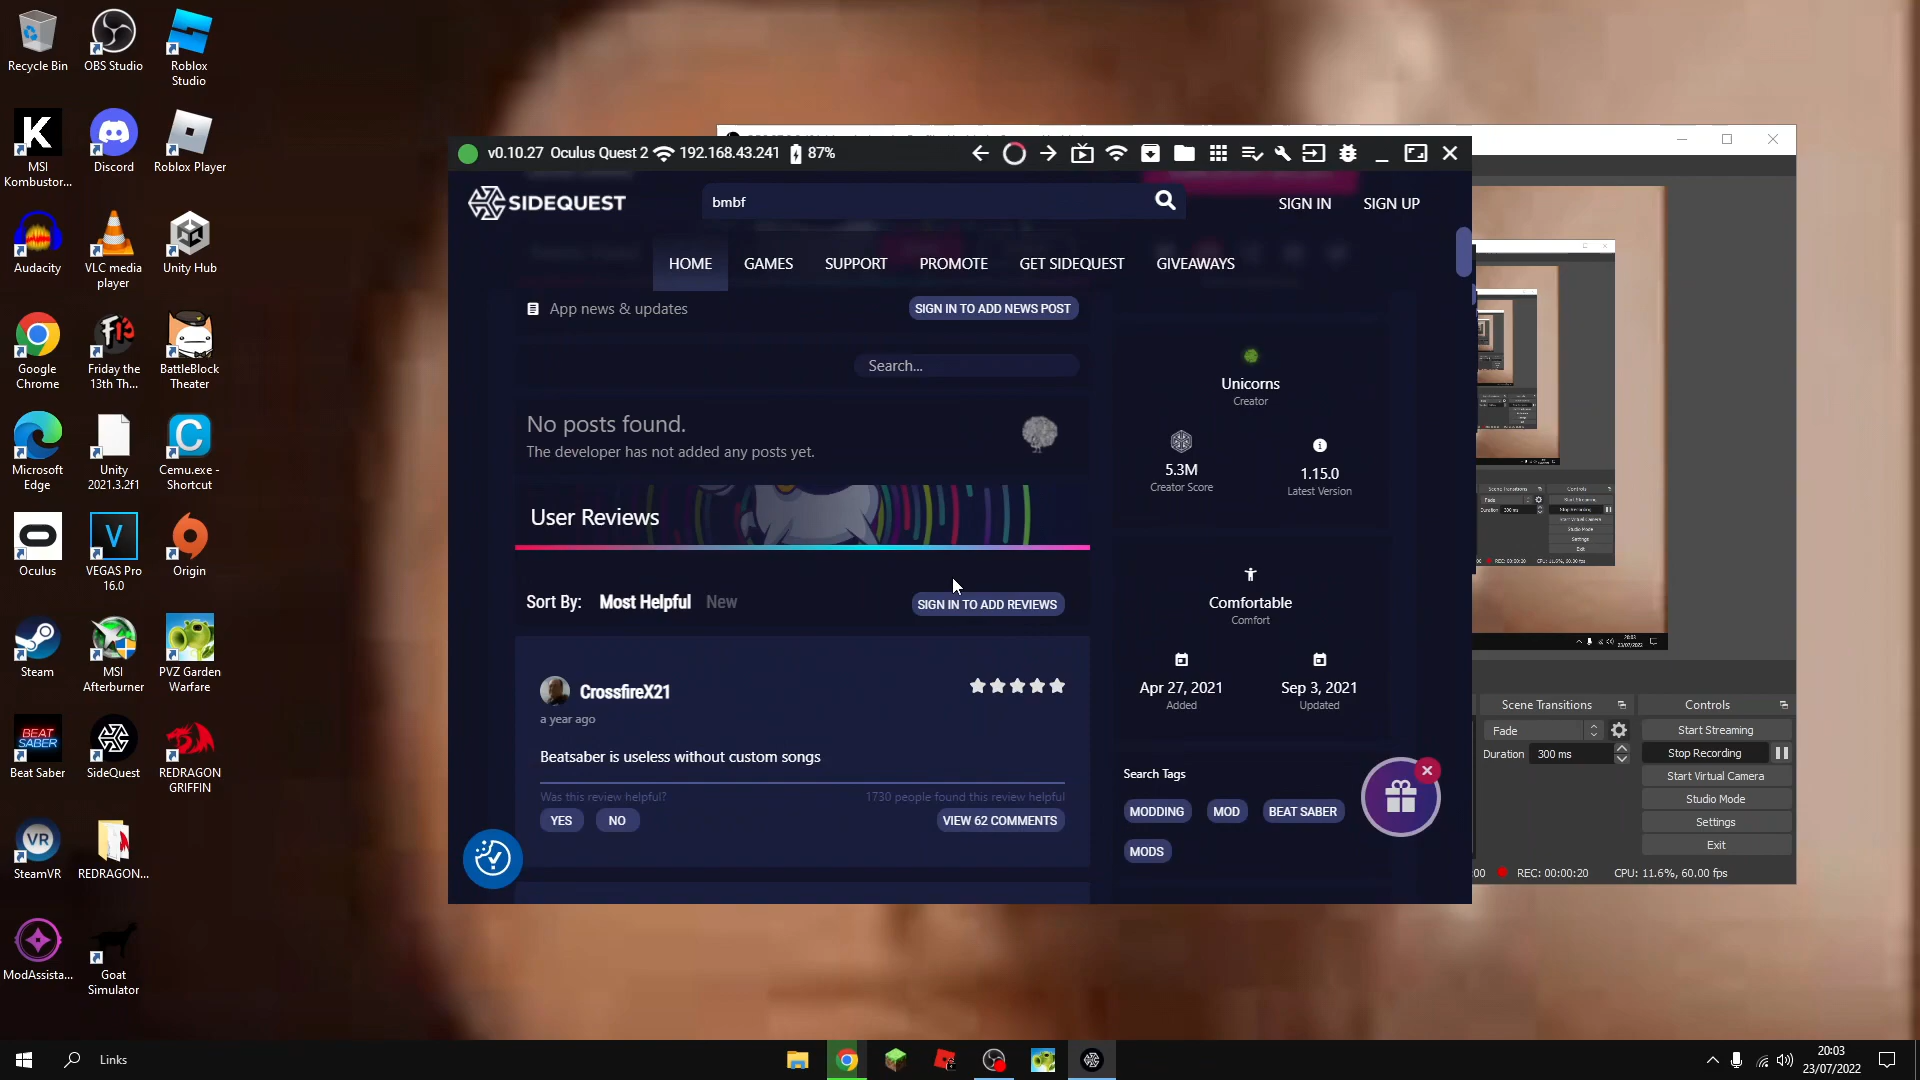 Recycle Bin
OBS Studio
Roblox
Studio
MSI
Kombustor...
Discord
Roblox Player
Audacity
VLC media
player
Unity Hub
Google
Chrome
Friday the
13th Th...
BattleBlock
Theater
Microsoft
Edge
Unity
2021.3.2f1
Cemu.exe -
Shortcut
Oculus
VEGAS Pro
16.0
Origin
Steam
MSI
Afterburner
PVZ Garden
Warfare
BEAT
SABER
Beat Saber
SideQuest
REDRAGON
GRIFFIN
VR
SteamVR
REDRAGON...
ModAssista...
Goat
Simulator
v0.10.27 Oculus Quest 2 192.168.43.241 87%
SIDEQUEST
bmbf
SIGN IN
SIGN UP
HOME
GAMES
SUPPORT
PROMOTE
GET SIDEQUEST
GIVEAWAYS
App news & updates
SIGN IN TO ADD NEWS POST
Search...
No posts found.
The developer has not added any posts yet.
User Reviews
Sort By: Most Helpful New
SIGN IN TO ADD REVIEWS
CrossfireX21
a year ago
Beatsaber is useless without custom songs
Was this review helpful?
1730 people found this review helpful
YES
NO
VIEW 62 COMMENTS
Unicorns
Creator
5.3M
Creator Score
1.15.0
Latest Version
Comfortable
Comfort
Apr 27, 2021
Added
Sep 3, 2021
Updated
Search Tags
MODDING
MOD
BEAT SABER
MODS
Scene Transitions
Fade
Duration
300 ms
Controls
Start Streaming
Stop Recording
Start Virtual Camera
Studio Mode
Settings
Exit
:00
REC: 00:00:20
CPU: 11.6%, 60.00 fps
Links
20:03
23/07/2022